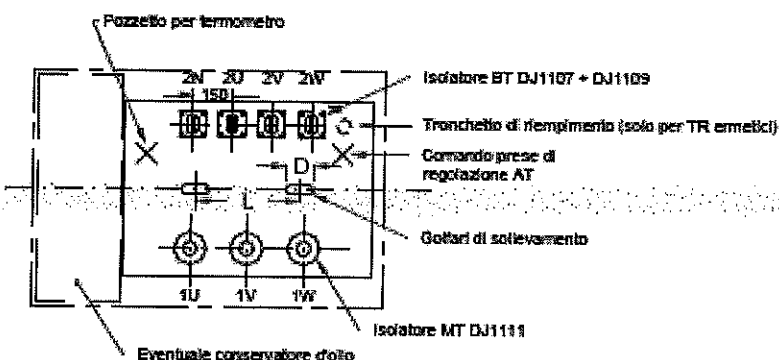 Pozzetto per termometro
2N 2U 2V 2W
150
Isolatore BT DJ1107 + DJ1109
Tronchetto di riempimento (solo per TR ermetici)
Comando prese di
regolazione AT
D
L
Golfari di sollevamento
1U 1V 1W
Isolatore MT DJ1111
Eventuale conservatore d'olio